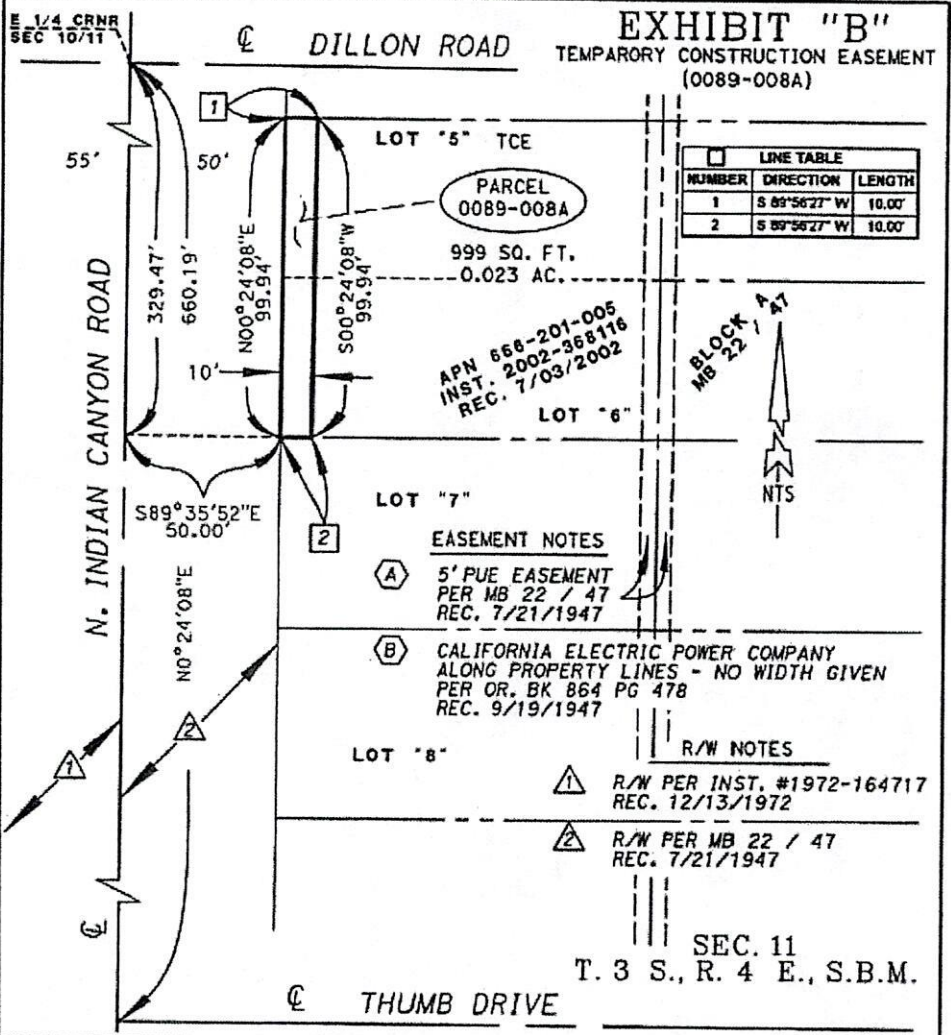 E 1/4 CRNR
SEC 10/11
℄ DILLON ROAD
EXHIBIT "B"
TEMPARORY CONSTRUCTION EASEMENT
(0089-008A)
1
LOT "5" TCE
55'
50'
PARCEL
0089-008A
999 SQ. FT.
0.023 AC.
LINE TABLE
NUMBER DIRECTION LENGTH
1 S 89°56'27" W 10.00'
2 S 89°56'27" W 10.00'
329.47'
660.19'
N00°24'08"E
99.94'
S00°24'08"W
99.94'
10'
N. INDIAN CANYON ROAD
APN 666-201-005
INST. 2002-368116
REC. 7/03/2002
BLOCK A
MB 22 / 47
LOT "6"
NTS
S89°35'52"E
50.00'
2
LOT "7"
EASEMENT NOTES
A 5' PUE EASEMENT
PER MB 22 / 47
REC. 7/21/1947
N0°24'08"E
B CALIFORNIA ELECTRIC POWER COMPANY
ALONG PROPERTY LINES - NO WIDTH GIVEN
PER OR. BK 864 PG 478
REC. 9/19/1947
1
2
LOT "8"
R/W NOTES
1 R/W PER INST. #1972-164717
REC. 12/13/1972
2 R/W PER MB 22 / 47
REC. 7/21/1947
℄
SEC. 11
T. 3 S., R. 4 E., S.B.M.
℄ THUMB DRIVE